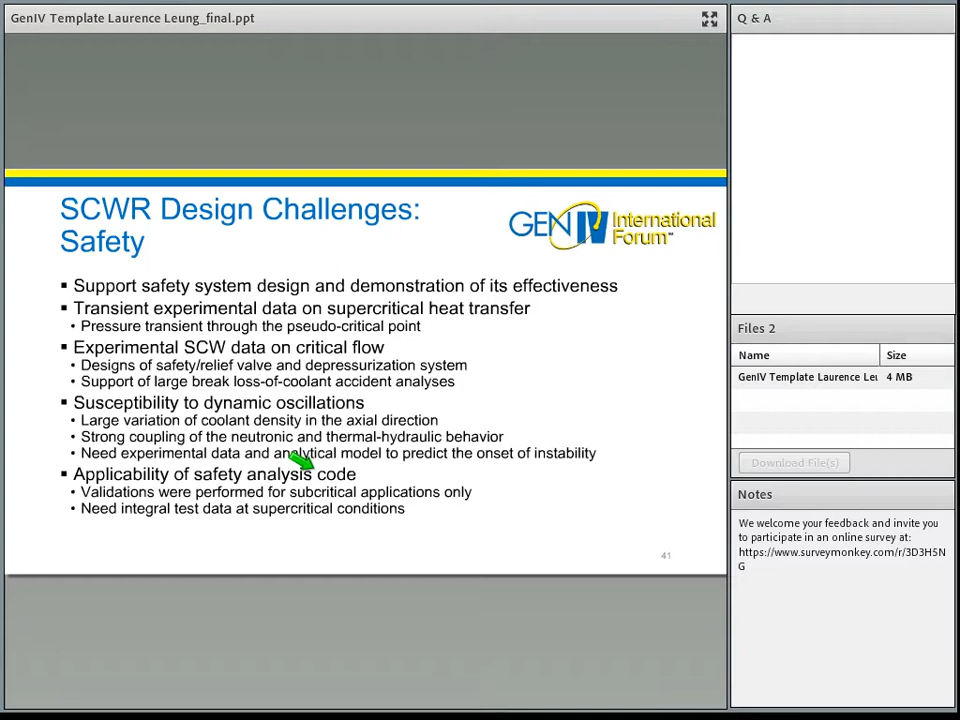 GenIV Template Laurence Leung_final.ppt
SCWR Design Challenges:
Safety
GENIV International
Forum™
▪ Support safety system design and demonstration of its effectiveness
▪ Transient experimental data on supercritical heat transfer
• Pressure transient through the pseudo-critical point
▪ Experimental SCW data on critical flow
• Designs of safety/relief valve and depressurization system
• Support of large break loss-of-coolant accident analyses
▪ Susceptibility to dynamic oscillations
• Large variation of coolant density in the axial direction
• Strong coupling of the neutronic and thermal-hydraulic behavior
• Need experimental data and analytical model to predict the onset of instability
▪ Applicability of safety analysis code
• Validations were performed for subcritical applications only
• Need integral test data at supercritical conditions
41
Q & A
Files 2
Name Size
GenIV Template Laurence Leu 4 MB
Download File(s)
Notes
We welcome your feedback and invite you
to participate in an online survey at:
https://www.surveymonkey.com/r/3D3H5N
G